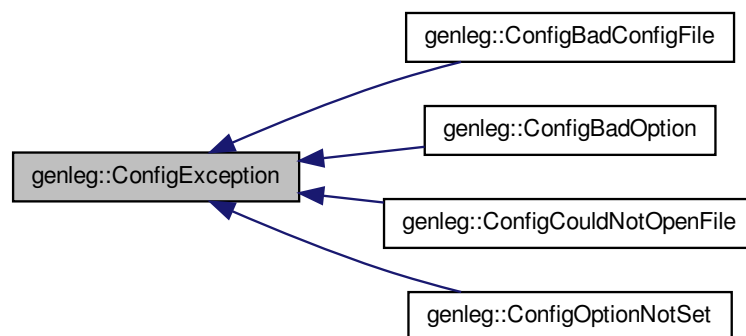 genleg::ConfigBadConfigFile
genleg::ConfigBadOption
genleg::ConfigException
genleg::ConfigCouldNotOpenFile
genleg::ConfigOptionNotSet